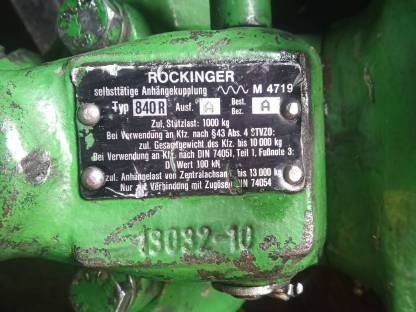 ROCKINGER
selbsttätige Anhängekupplung M 4719
Typ 840 R Ausf. A Best. Bez. A
Zul. Stützlast: 1000 kg
Bei Verwendung an Kfz. nach §43 Abs. 4 STVZO:
zul. Gesamtgewicht des Kfz. bis 10 000 kg
Bei Verwendung an Kfz. nach DIN 74051, Teil 1, Fußnote 3:
D-Wert 100 kN
zul. Anhängelast von Zentralachsan bis 13 000 kg
Nur zul. Verbindung mit Zugösen DIN 74054
13032-10